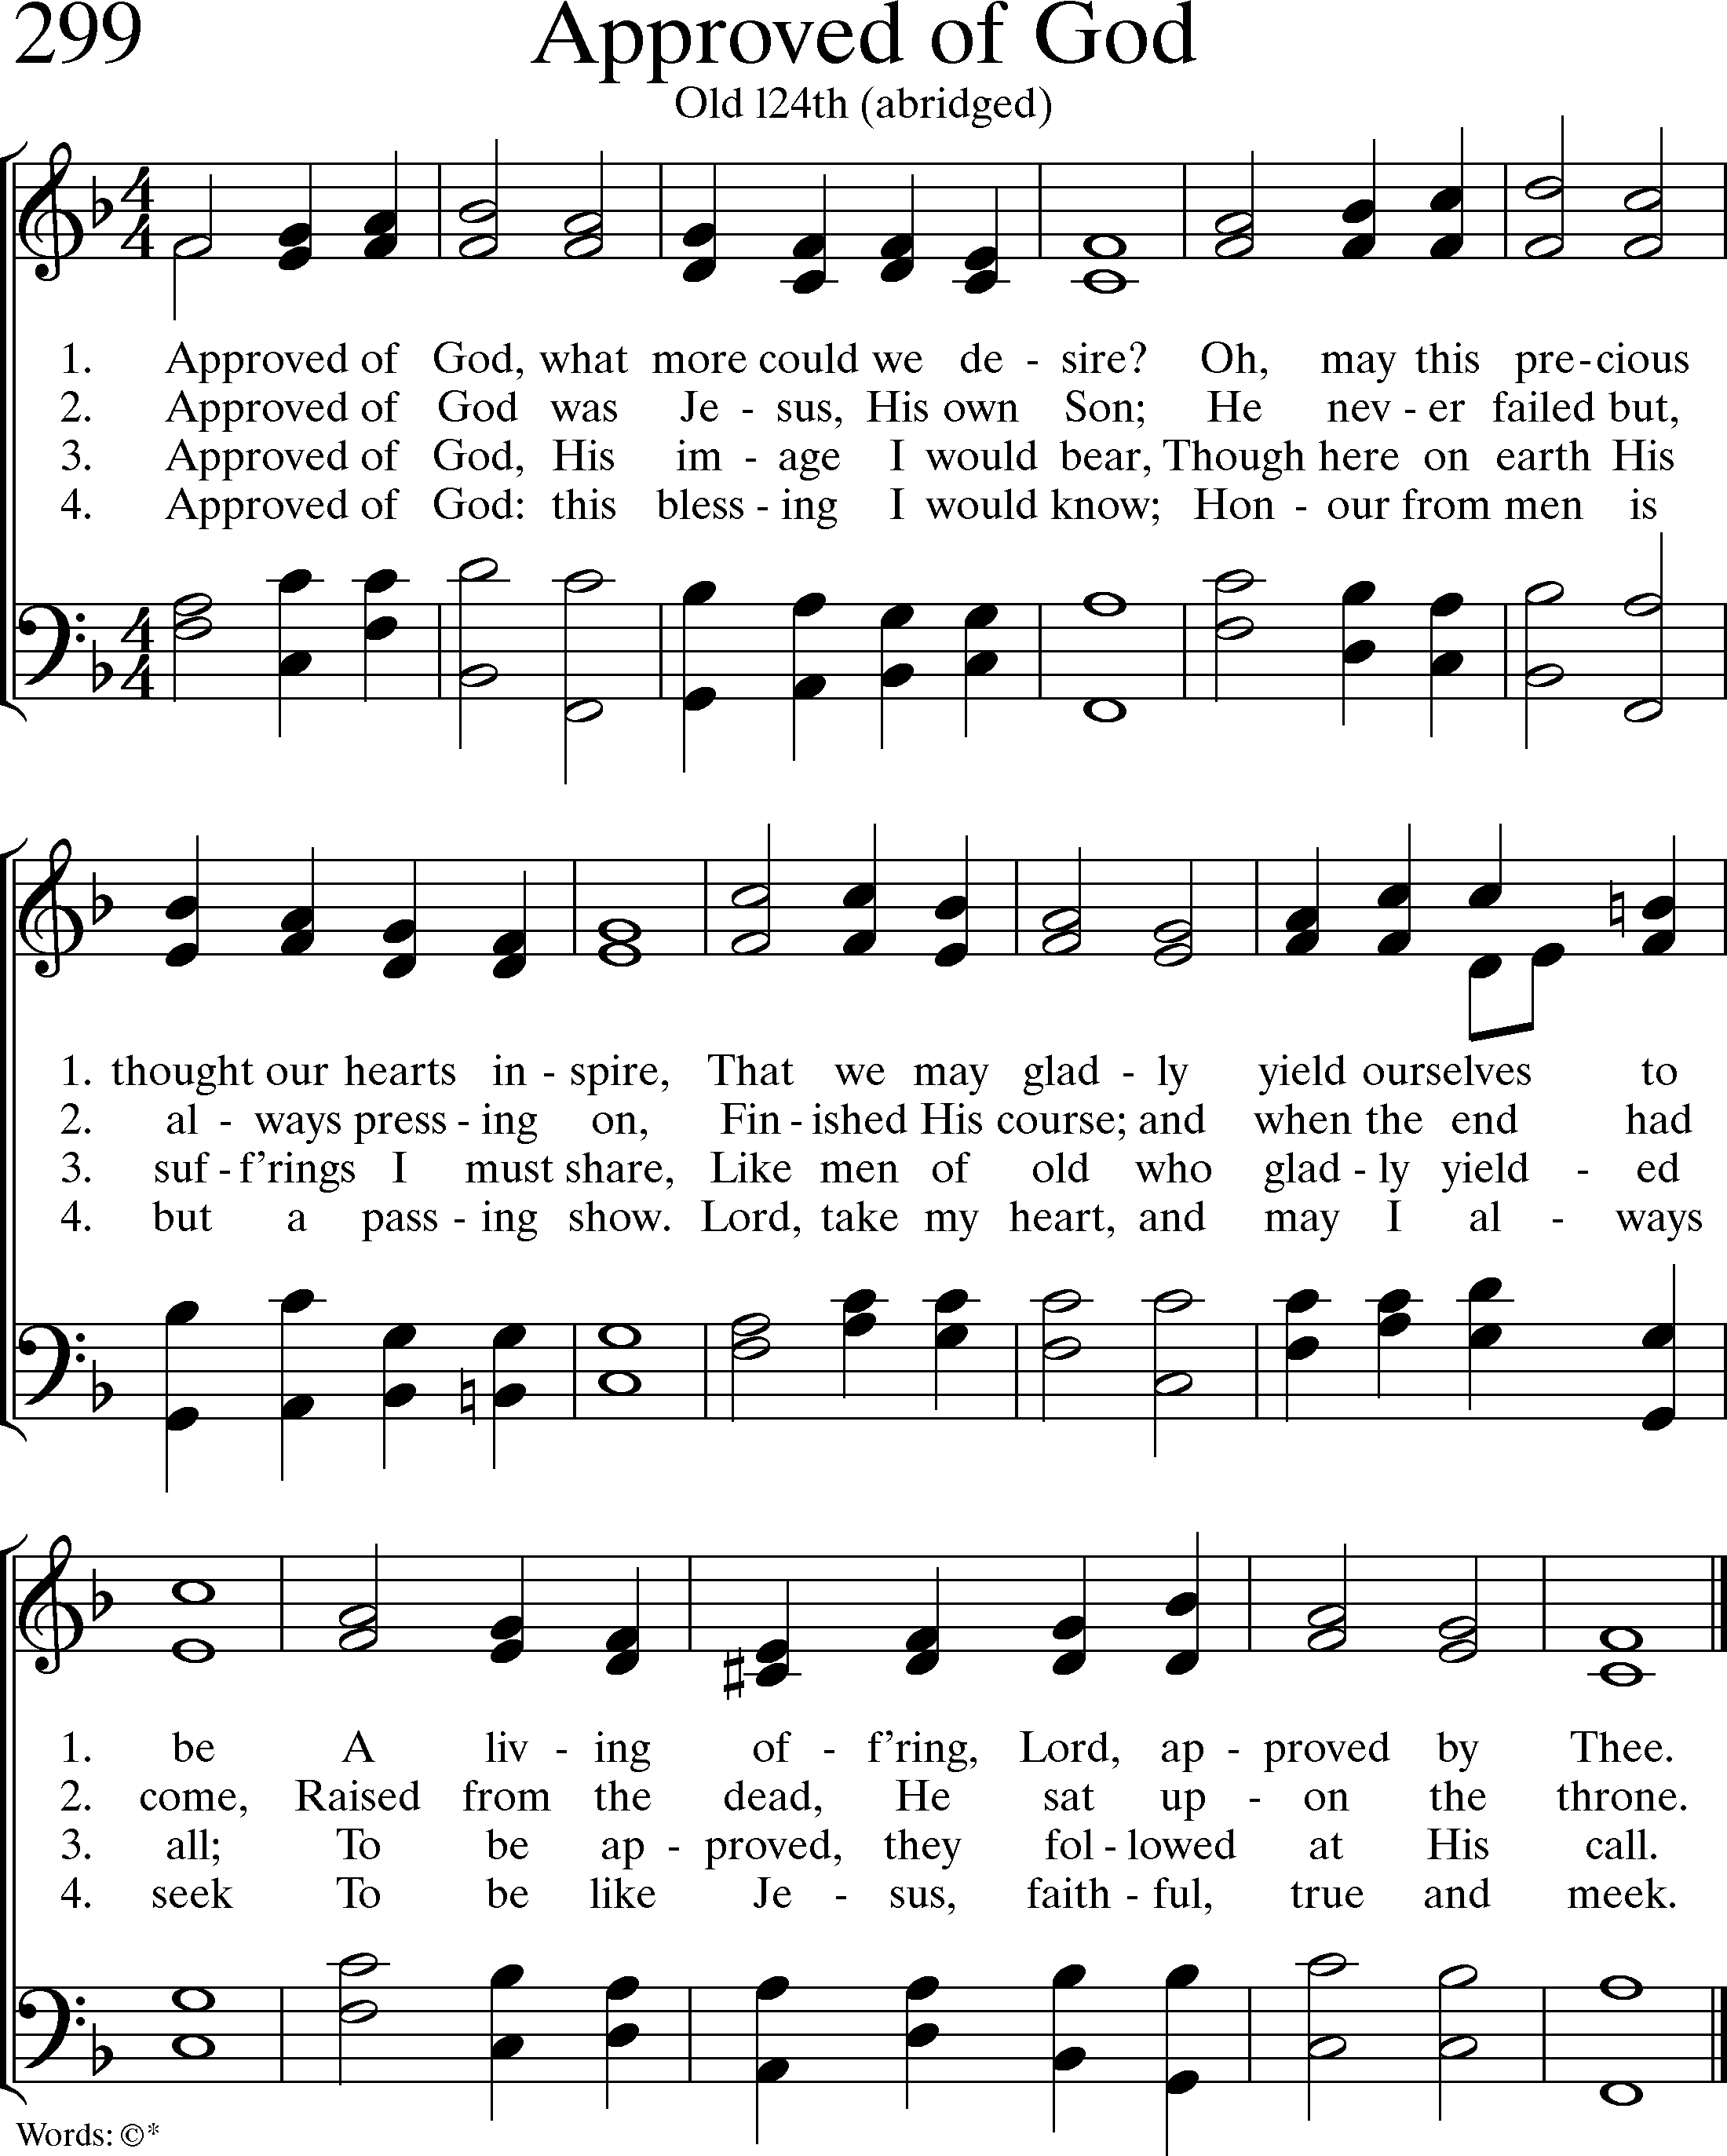 299
Approved of God
Old l24th (abridged)
1. Approved of God, what more could we de - sire? Oh, may this pre - cious
2. Approved of God was Je - sus, His own Son; He nev - er failed but,
3. Approved of God, His im - age I would bear, Though here on earth His
4. Approved of God: this bless - ing I would know; Hon - our from men is
1. thought our hearts in - spire, That we may glad - ly yield ourselves to
2. al - ways press - ing on, Fin - ished His course; and when the end had
3. suf - f'rings I must share, Like men of old who glad - ly yield - ed
4. but a pass - ing show. Lord, take my heart, and may I al - ways
1. be A liv - ing of - f'ring, Lord, ap - proved by Thee.
2. come, Raised from the dead, He sat up - on the throne.
3. all; To be ap - proved, they fol - lowed at His call.
4. seek To be like Je - sus, faith - ful, true and meek.
Words: ©*